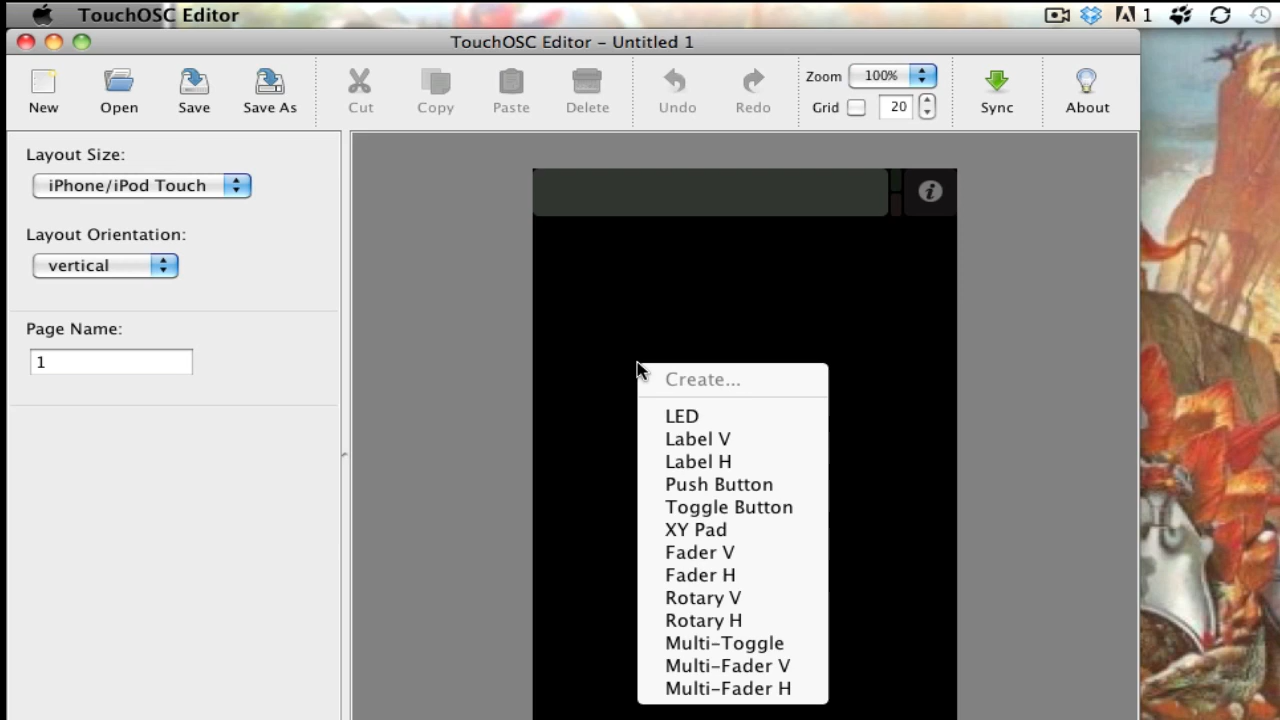 TouchOSC Editor
1
TouchOSC Editor – Untitled 1
New
Open
Save
Save As
Cut
Copy
Paste
Delete
Undo
Redo
Zoom 100%
Grid 20
Sync
About
Layout Size:
iPhone/iPod Touch
Layout Orientation:
vertical
Page Name:
1
Create...
LED
Label V
Label H
Push Button
Toggle Button
XY Pad
Fader V
Fader H
Rotary V
Rotary H
Multi-Toggle
Multi-Fader V
Multi-Fader H